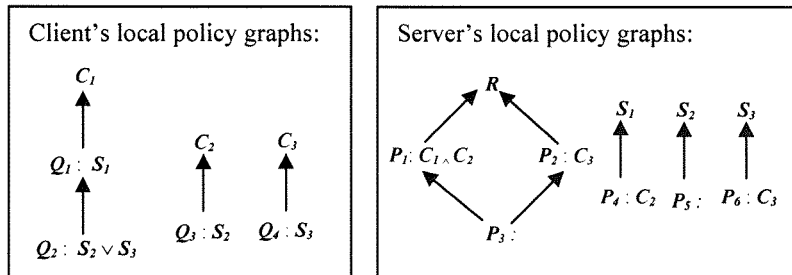 Client's local policy graphs:
C₁
Q₁ : S₁
Q₂ : S₂ ∨ S₃
C₂
Q₃ : S₂
C₃
Q₄ : S₃
Server's local policy graphs:
R
P₁ : C₁ ∧ C₂
P₂ : C₃
P₃ :
S₁
P₄ : C₂
S₂
P₅ :
S₃
P₆ : C₃